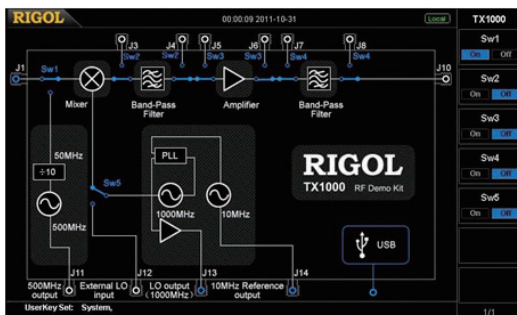 RIGOL
00:00:09 2011-10-31
Local
TX1000
Sw1
On Off
Sw2
On Off
Sw3
On Off
Sw4
On Off
Sw5
On Off
1/1
J3 J4 J5 J6 J7 J8
Sw2 Sw2 Sw3 Sw3 Sw4 Sw4
J1 Sw1 J10
Mixer
Band-Pass
Filter
Amplifier
Band-Pass
Filter
50MHz
÷10
500MHz
Sw5
PLL
1000MHz
10MHz
RIGOL
TX1000 RF Demo Kit
USB
J11 J12 J13 J14
500MHz
output
External LO
input
LO output
(1000MHz)
10MHz Reference
output
UserKey Set: System,